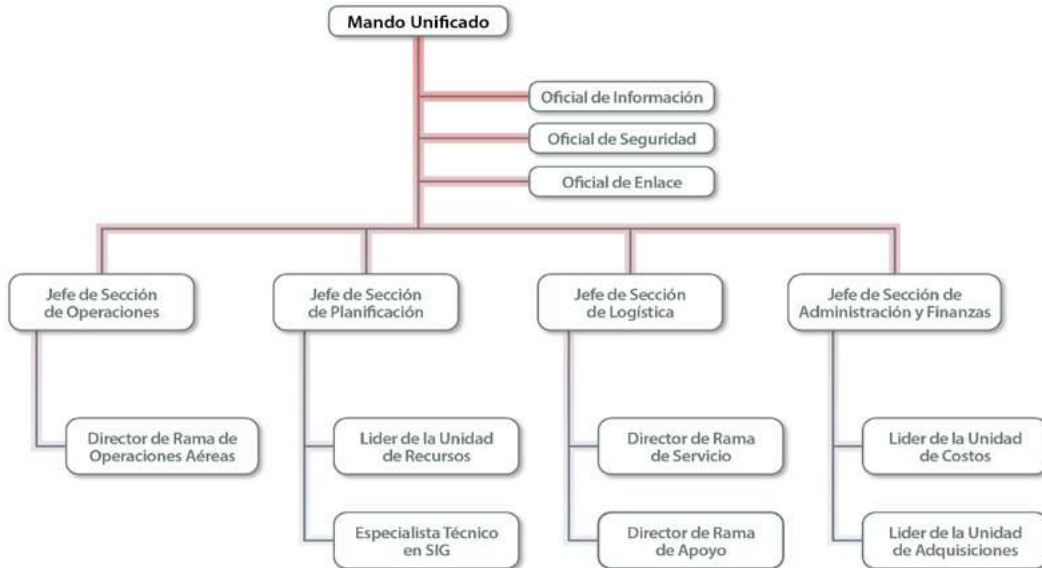 Mando Unificado
Oficial de Información
Oficial de Seguridad
Oficial de Enlace
Jefe de Sección
de Operaciones
Jefe de Sección
de Planificación
Jefe de Sección
de Logística
Jefe de Sección de
Administración y Finanzas
Director de Rama de
Operaciones Aéreas
Lider de la Unidad
de Recursos
Director de Rama
de Servicio
Lider de la Unidad
de Costos
Especialista Técnico
en SIG
Director de Rama
de Apoyo
Lider de la Unidad
de Adquisiciones